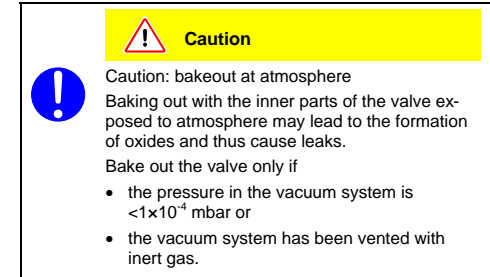 Caution
Caution: bakeout at atmosphere
Baking out with the inner parts of the valve ex-
posed to atmosphere may lead to the formation
of oxides and thus cause leaks.
Bake out the valve only if
• the pressure in the vacuum system is
<1×10⁻⁴ mbar or
• the vacuum system has been vented with
inert gas.